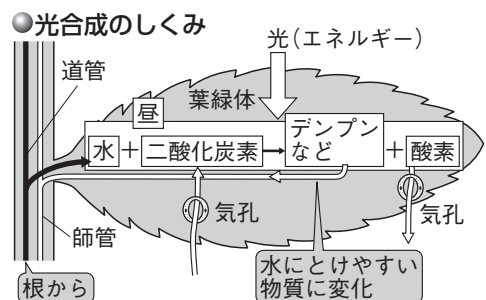 ●光合成のしくみ
光(エネルギー)
道管
昼
葉緑体
水+二酸化炭素→デンプンなど+酸素
気孔
気孔
師管
根から
水にとけやすい
物質に変化